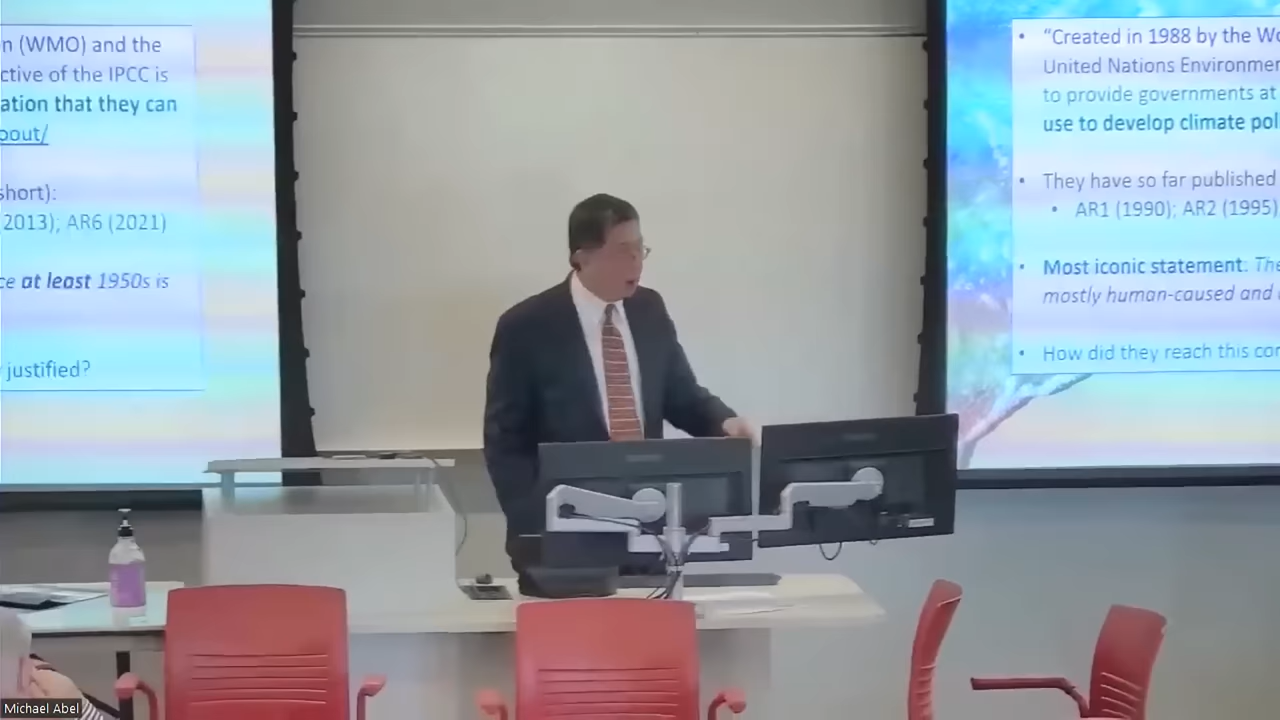 n (WMO) and the
ctive of the IPCC is
ation that they can
bout/
short):
2013); AR6 (2021)
ce at least 1950s is
justified?
• "Created in 1988 by the Wo
United Nations Environmer
to provide governments at
use to develop climate pol
• They have so far published
• AR1 (1990); AR2 (1995)
• Most iconic statement: The
mostly human-caused and
• How did they reach this con
Michael Abel